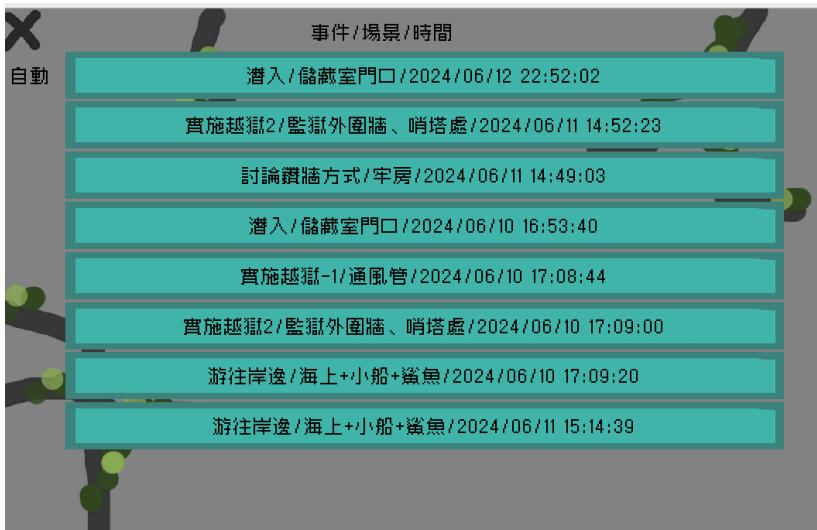 事件/場景/時間
自動
潛入/儲藏室門口/2024/06/12 22:52:02
實施越獄2/監獄外圍牆、哨塔處/2024/06/11 14:52:23
討論鑽牆方式/牢房/2024/06/11 14:49:03
潛入/儲藏室門口/2024/06/10 16:53:40
實施越獄-1/通風管/2024/06/10 17:08:44
實施越獄2/監獄外圍牆、哨塔處/2024/06/10 17:09:00
游往岸邊/海上+小船+鯊魚/2024/06/10 17:09:20
游往岸邊/海上+小船+鯊魚/2024/06/11 15:14:39